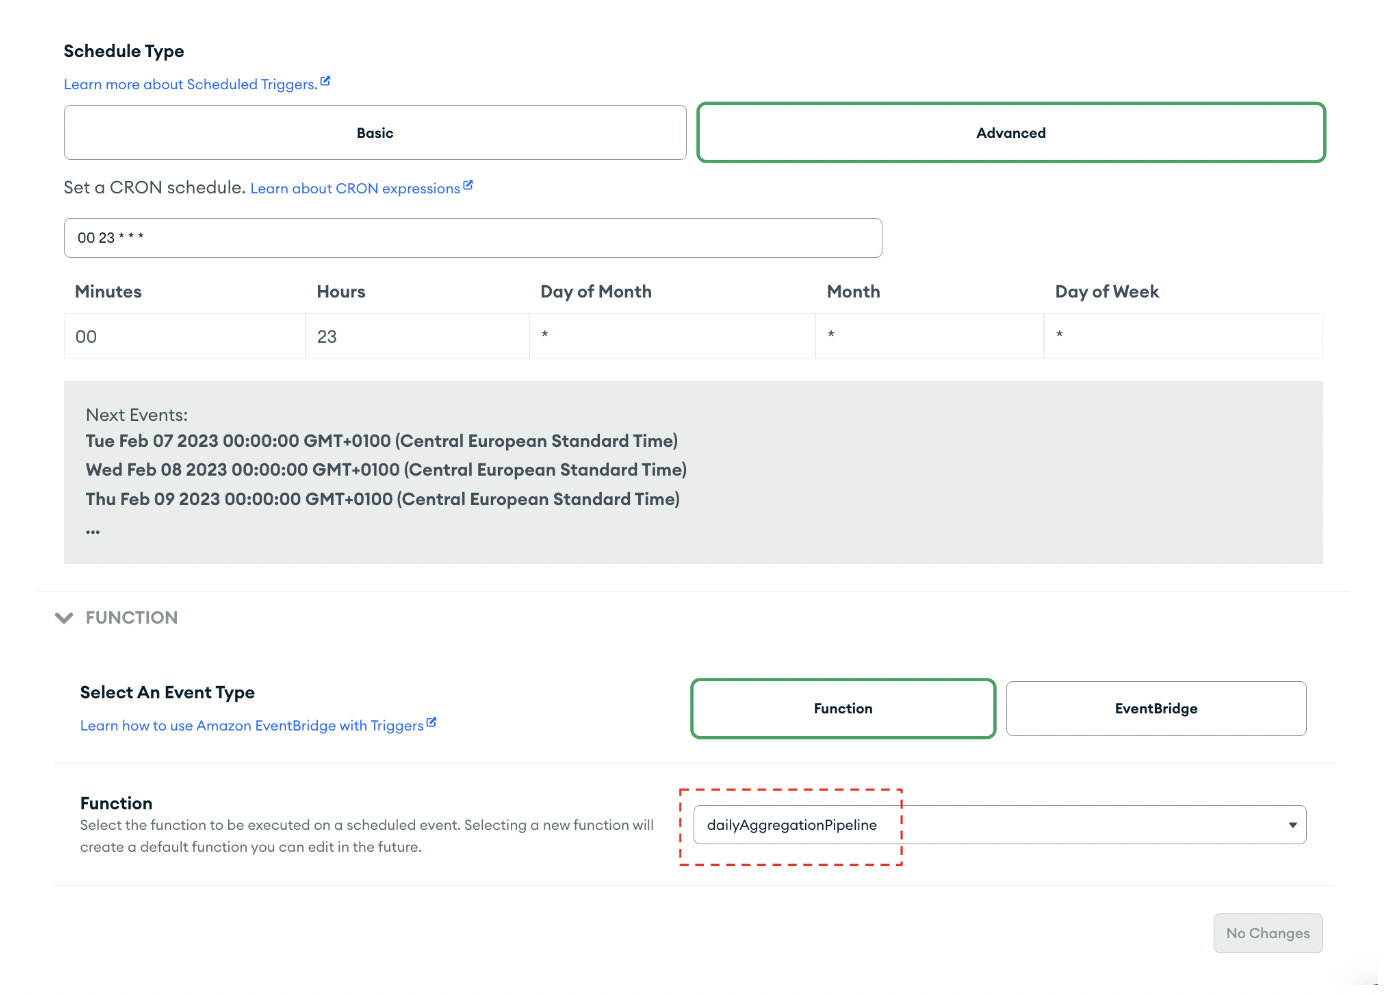 Schedule Type
Learn more about Scheduled Triggers.
Basic
Advanced
Set a CRON schedule. Learn about CRON expressions
00 23 * * *
Minutes Hours Day of Month Month Day of Week
00 23 * * *
Next Events:
Tue Feb 07 2023 00:00:00 GMT+0100 (Central European Standard Time)
Wed Feb 08 2023 00:00:00 GMT+0100 (Central European Standard Time)
Thu Feb 09 2023 00:00:00 GMT+0100 (Central European Standard Time)
...
FUNCTION
Select An Event Type
Learn how to use Amazon EventBridge with Triggers
Function
EventBridge
Function
Select the function to be executed on a scheduled event. Selecting a new function will
create a default function you can edit in the future.
dailyAggregationPipeline
No Changes